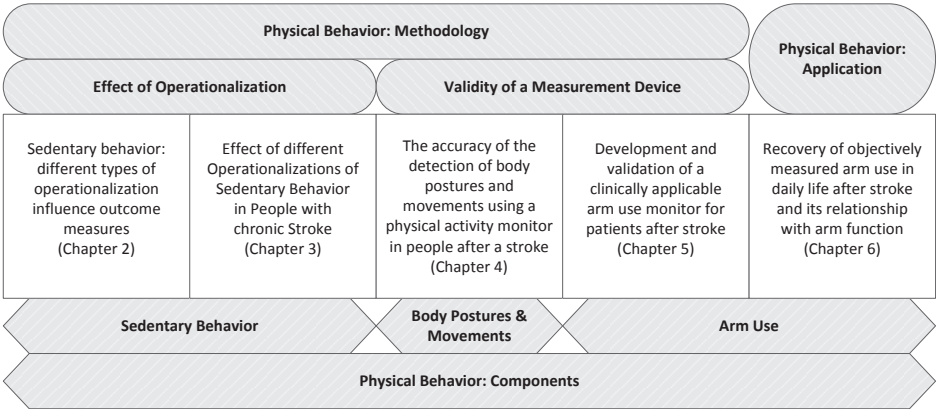 Physical Behavior: Methodology
Physical Behavior:
Application
Effect of Operationalization
Validity of a Measurement Device
Sedentary behavior:
different types of
operationalization
influence outcome
measures
(Chapter 2)
Effect of different
Operationalizations of
Sedentary Behavior
in People with
chronic Stroke
(Chapter 3)
The accuracy of the
detection of body
postures and
movements using a
physical activity monitor
in people after a stroke
(Chapter 4)
Development and
validation of a
clinically applicable
arm use monitor for
patients after stroke
(Chapter 5)
Recovery of objectively
measured arm use in
daily life after stroke
and its relationship
with arm function
(Chapter 6)
Sedentary Behavior
Body Postures &
Movements
Arm Use
Physical Behavior: Components